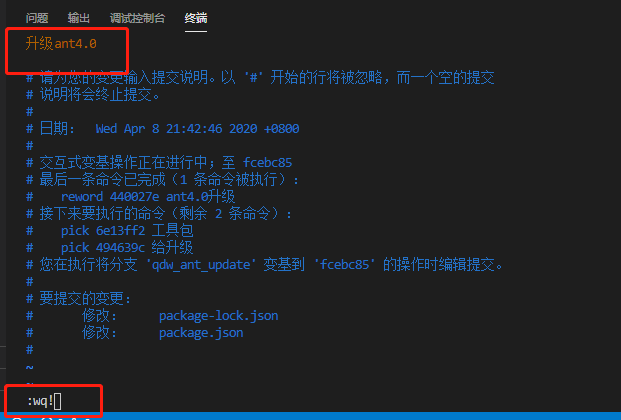 问题 输出 调试控制台 终端
升级ant4.0
# 请为您的变更输入提交说明。以 '#' 开始的行将被忽略，而一个空的提交
# 说明将会终止提交。
#
# 日期： Wed Apr 8 21:42:46 2020 +0800
#
# 交互式变基操作正在进行中；至 fcebc85
# 最后一条命令已完成（1 条命令被执行）：
# reword 440027e ant4.0升级
# 接下来要执行的命令（剩余 2 条命令）：
# pick 6e13ff2 工具包
# pick 494639c 给升级
# 您在执行将分支 'qdw_ant_update' 变基到 'fcebc85' 的操作时编辑提交。
#
# 要提交的变更：
# 修改： package-lock.json
# 修改： package.json
#
~
~
:wq!